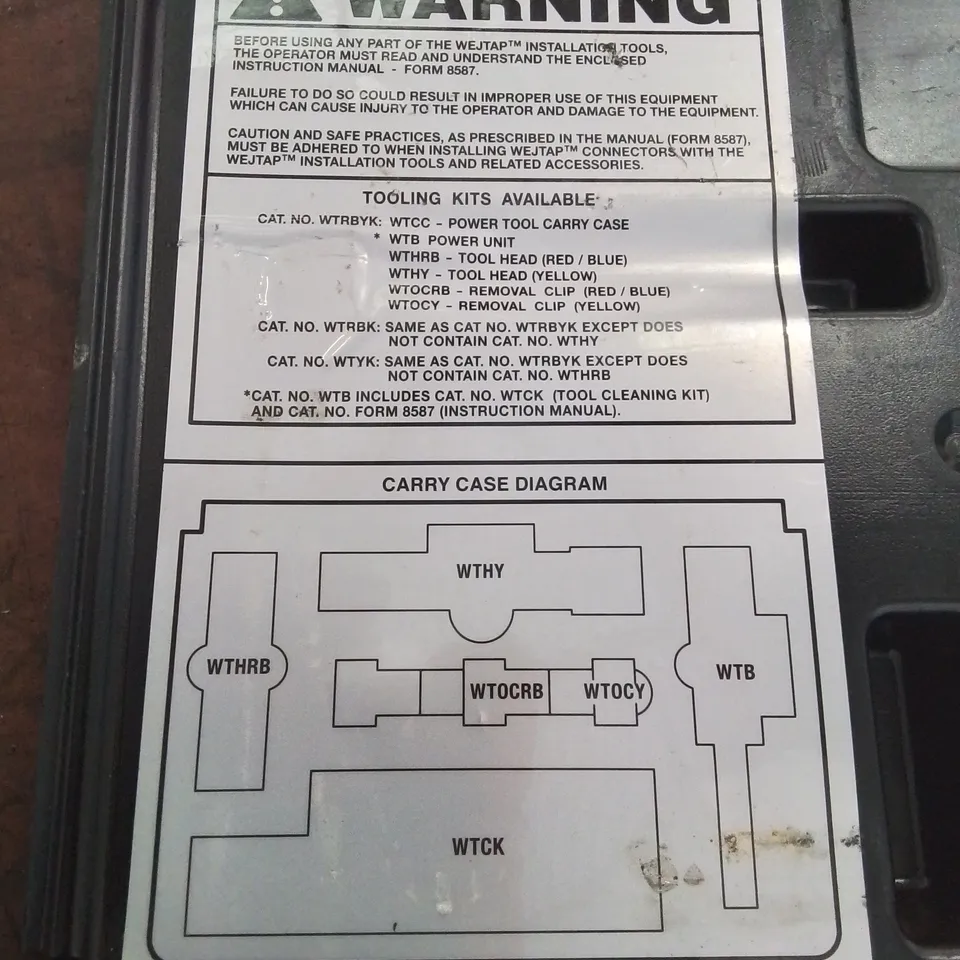 WARNING
BEFORE USING ANY PART OF THE WEJTAP™ INSTALLATION TOOLS,
THE OPERATOR MUST READ AND UNDERSTAND THE ENCLOSED
INSTRUCTION MANUAL - FORM 8587.
FAILURE TO DO SO COULD RESULT IN IMPROPER USE OF THIS EQUIPMENT
WHICH CAN CAUSE INJURY TO THE OPERATOR AND DAMAGE TO THE EQUIPMENT.
CAUTION AND SAFE PRACTICES, AS PRESCRIBED IN THE MANUAL (FORM 8587),
MUST BE ADHERED TO WHEN INSTALLING WEJTAP™ CONNECTORS WITH THE
WEJTAP™ INSTALLATION TOOLS AND RELATED ACCESSORIES.
TOOLING KITS AVAILABLE
CAT. NO. WTRBYK: WTCC - POWER TOOL CARRY CASE
* WTB POWER UNIT
WTHRB - TOOL HEAD (RED / BLUE)
WTHY - TOOL HEAD (YELLOW)
WTOCRB - REMOVAL CLIP (RED / BLUE)
WTOCY - REMOVAL CLIP (YELLOW)
CAT. NO. WTRBK: SAME AS CAT NO. WTRBYK EXCEPT DOES
NOT CONTAIN CAT. NO. WTHY
CAT. NO. WTYK: SAME AS CAT. NO. WTRBYK EXCEPT DOES
NOT CONTAIN CAT. NO. WTHRB
*CAT. NO. WTB INCLUDES CAT. NO. WTCK (TOOL CLEANING KIT)
AND CAT. NO. FORM 8587 (INSTRUCTION MANUAL).
CARRY CASE DIAGRAM
WTHY
WTHRB
WTOCRB
WTOCY
WTB
WTCK